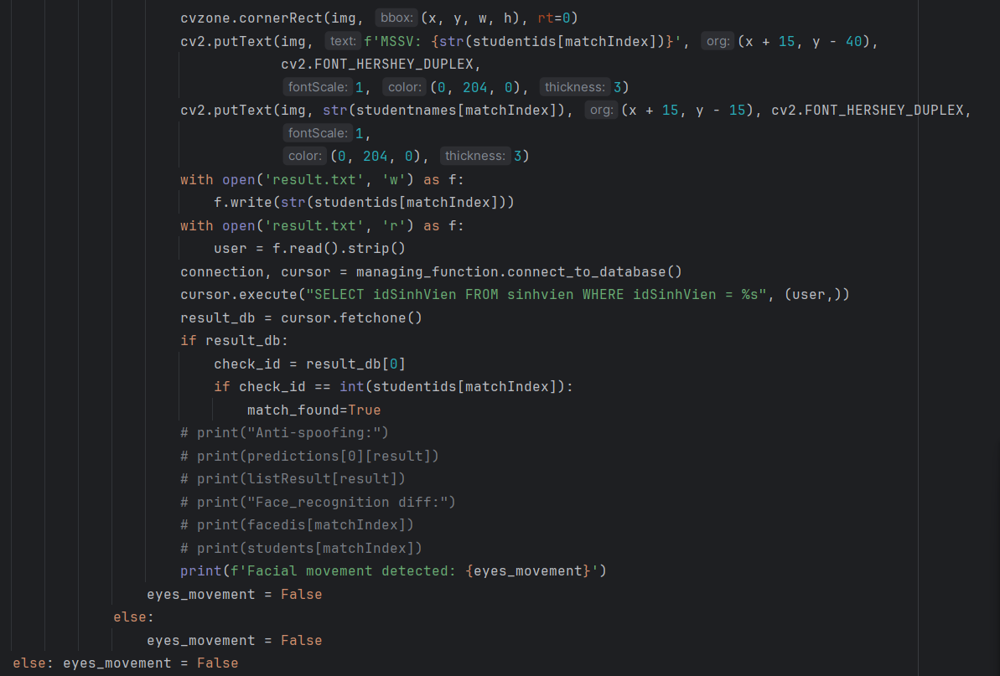 cvzone.cornerRect(img, bbox: (x, y, w, h), rt=0)
cv2.putText(img, text: f'MSSV: {str(studentids[matchIndex])}', org: (x + 15, y - 40),
cv2.FONT_HERSHEY_DUPLEX,
fontScale: 1, color: (0, 204, 0), thickness: 3)
cv2.putText(img, str(studentnames[matchIndex]), org: (x + 15, y - 15), cv2.FONT_HERSHEY_DUPLEX,
fontScale: 1,
color: (0, 204, 0), thickness: 3)
with open('result.txt', 'w') as f:
f.write(str(studentids[matchIndex]))
with open('result.txt', 'r') as f:
user = f.read().strip()
connection, cursor = managing_function.connect_to_database()
cursor.execute("SELECT idSinhVien FROM sinhvien WHERE idSinhVien = %s", (user,))
result_db = cursor.fetchone()
if result_db:
check_id = result_db[0]
if check_id == int(studentids[matchIndex]):
match_found=True
# print("Anti-spoofing:")
# print(predictions[0][result])
# print(listResult[result])
# print("Face_recognition diff:")
# print(facedis[matchIndex])
# print(students[matchIndex])
print(f'Facial movement detected: {eyes_movement}')
eyes_movement = False
else:
eyes_movement = False
else: eyes_movement = False